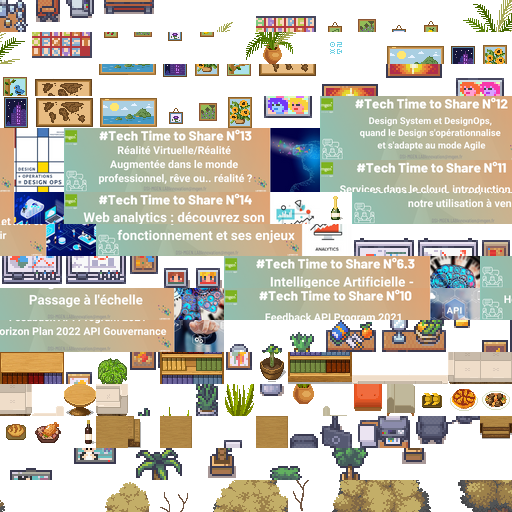 #Tech Time to Share N°12
Design System et DesignOps,
quand le Design s'opérationnalise
et s'adapte au mode Agile
#Tech Time to Share N°13
Réalité Virtuelle/Réalité
Augmentée dans le monde
professionnel, rêve ou.. réalité ?
DESIGN
+ OPERATIONS
= DESIGN OPS
#Tech Time to Share N°11
Services dans le cloud, introduction
notre utilisation à ven
#Tech Time to Share N°14
Web analytics : découvrez son
fonctionnement et ses enjeux
et
ir
ANALYTICS
#Tech Time to Share N°6.3
Intelligence Artificielle -
#Tech Time to Share N°10
Feedback API Program 2021
API
H
Passage à l'échelle
orizon Plan 2022 API Gouvernance